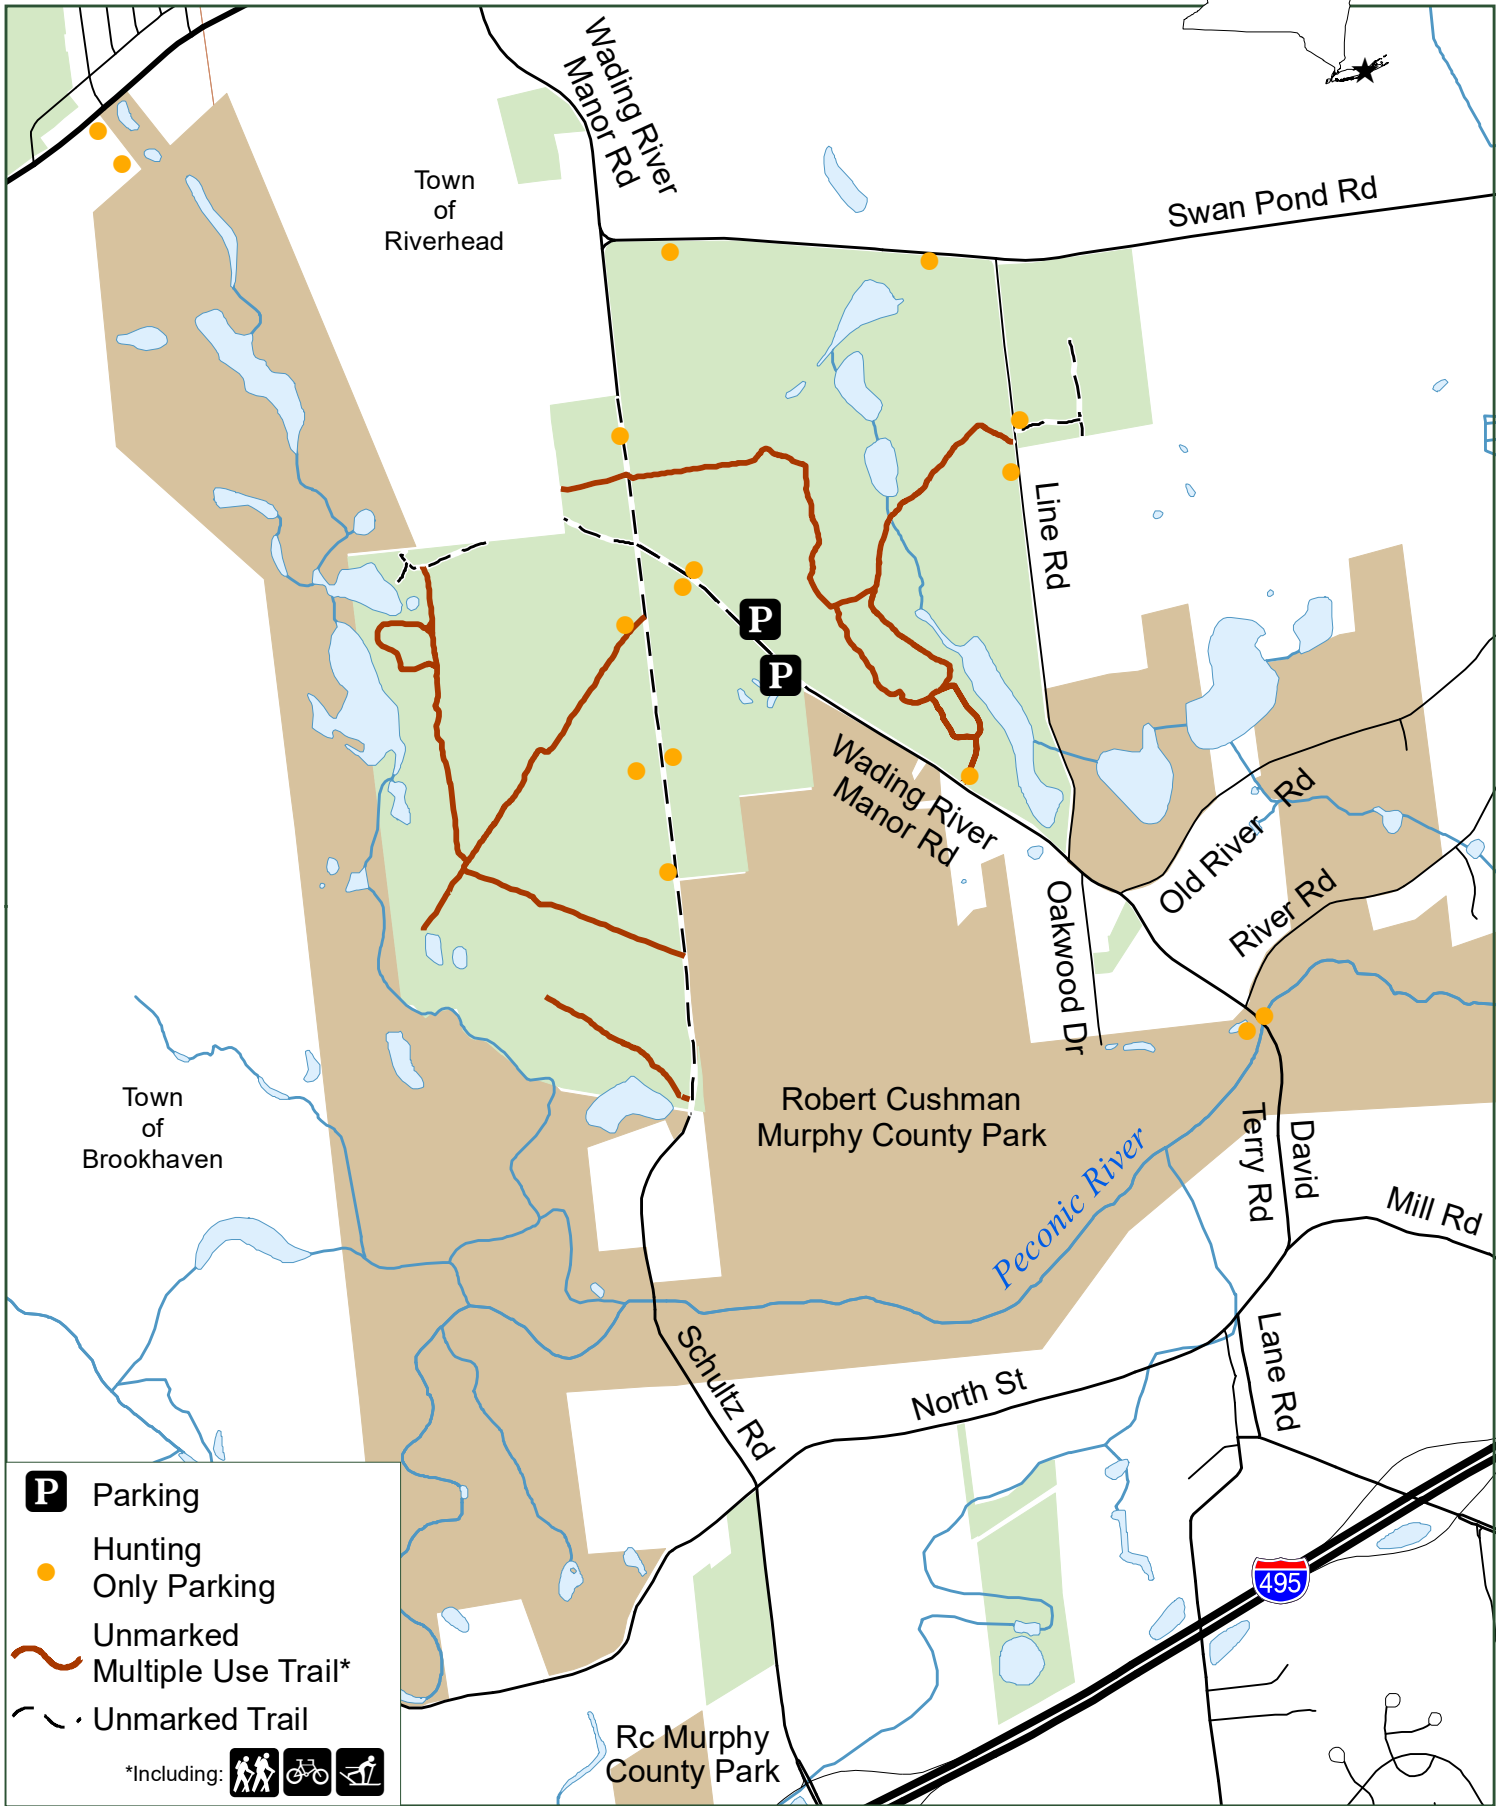 Wading River
Manor Rd
Swan Pond Rd
Town
of
Riverhead
Line Rd
P
P
Wading River
Manor Rd
Old River Rd
River Rd
Oakwood Dr
Town
of
Brookhaven
Robert Cushman
Murphy County Park
Peconic River
David
Terry Rd
Mill Rd
Schultz Rd
North St
Lane Rd
495
P Parking
Hunting
Only Parking
Unmarked
Multiple Use Trail*
Unmarked Trail
*Including:
Rc Murphy
County Park